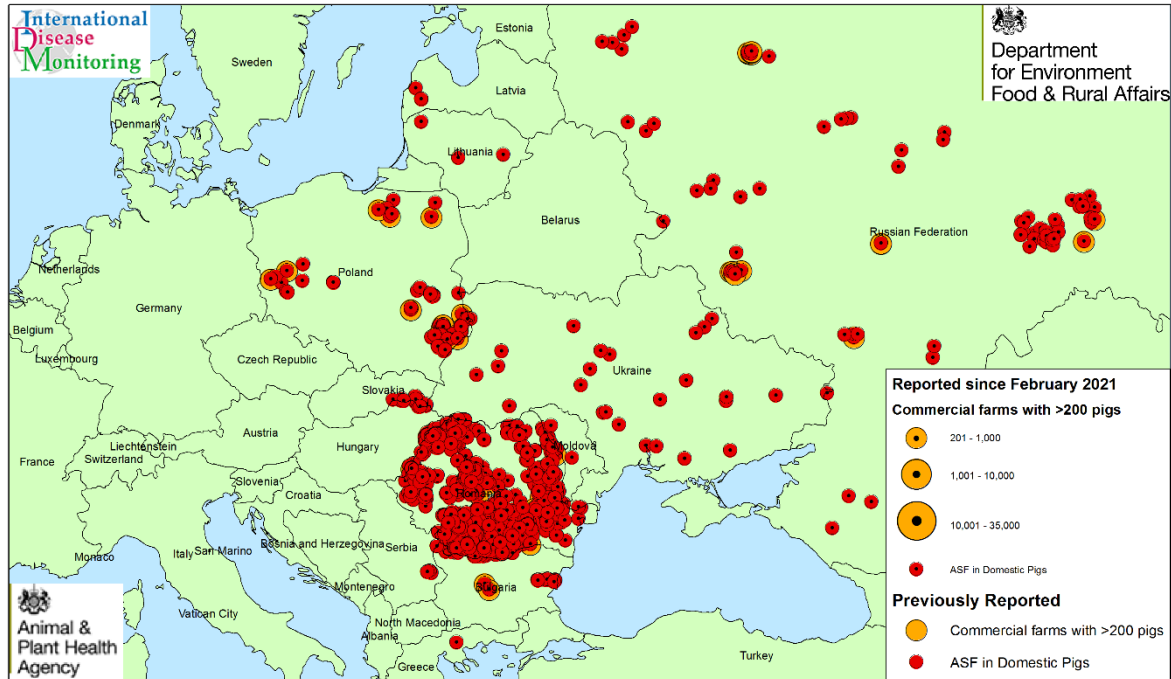 International
Disease
Monitoring
Department
for Environment
Food & Rural Affairs
Estonia
Sweden
Latvia
Denmark
Lithuania
Belarus
Russian Federation
Netherlands
Poland
Germany
Belgium
Luxembourg
Czech Republic
Ukraine
Slovakia
Austria
Liechtenstein
Switzerland
Hungary
Moldova
France
Slovenia
Croatia
Romania
Bosnia and Herzegovina
Serbia
Monaco
Italy
San Marino
Montenegro
Bulgaria
Vatican City
North Macedonia
Albania
Greece
Turkey
Reported since February 2021
Commercial farms with >200 pigs
201 - 1,000
1,001 - 10,000
10,001 - 35,000
ASF in Domestic Pigs
Previously Reported
Commercial farms with >200 pigs
ASF in Domestic Pigs
Animal &
Plant Health
Agency